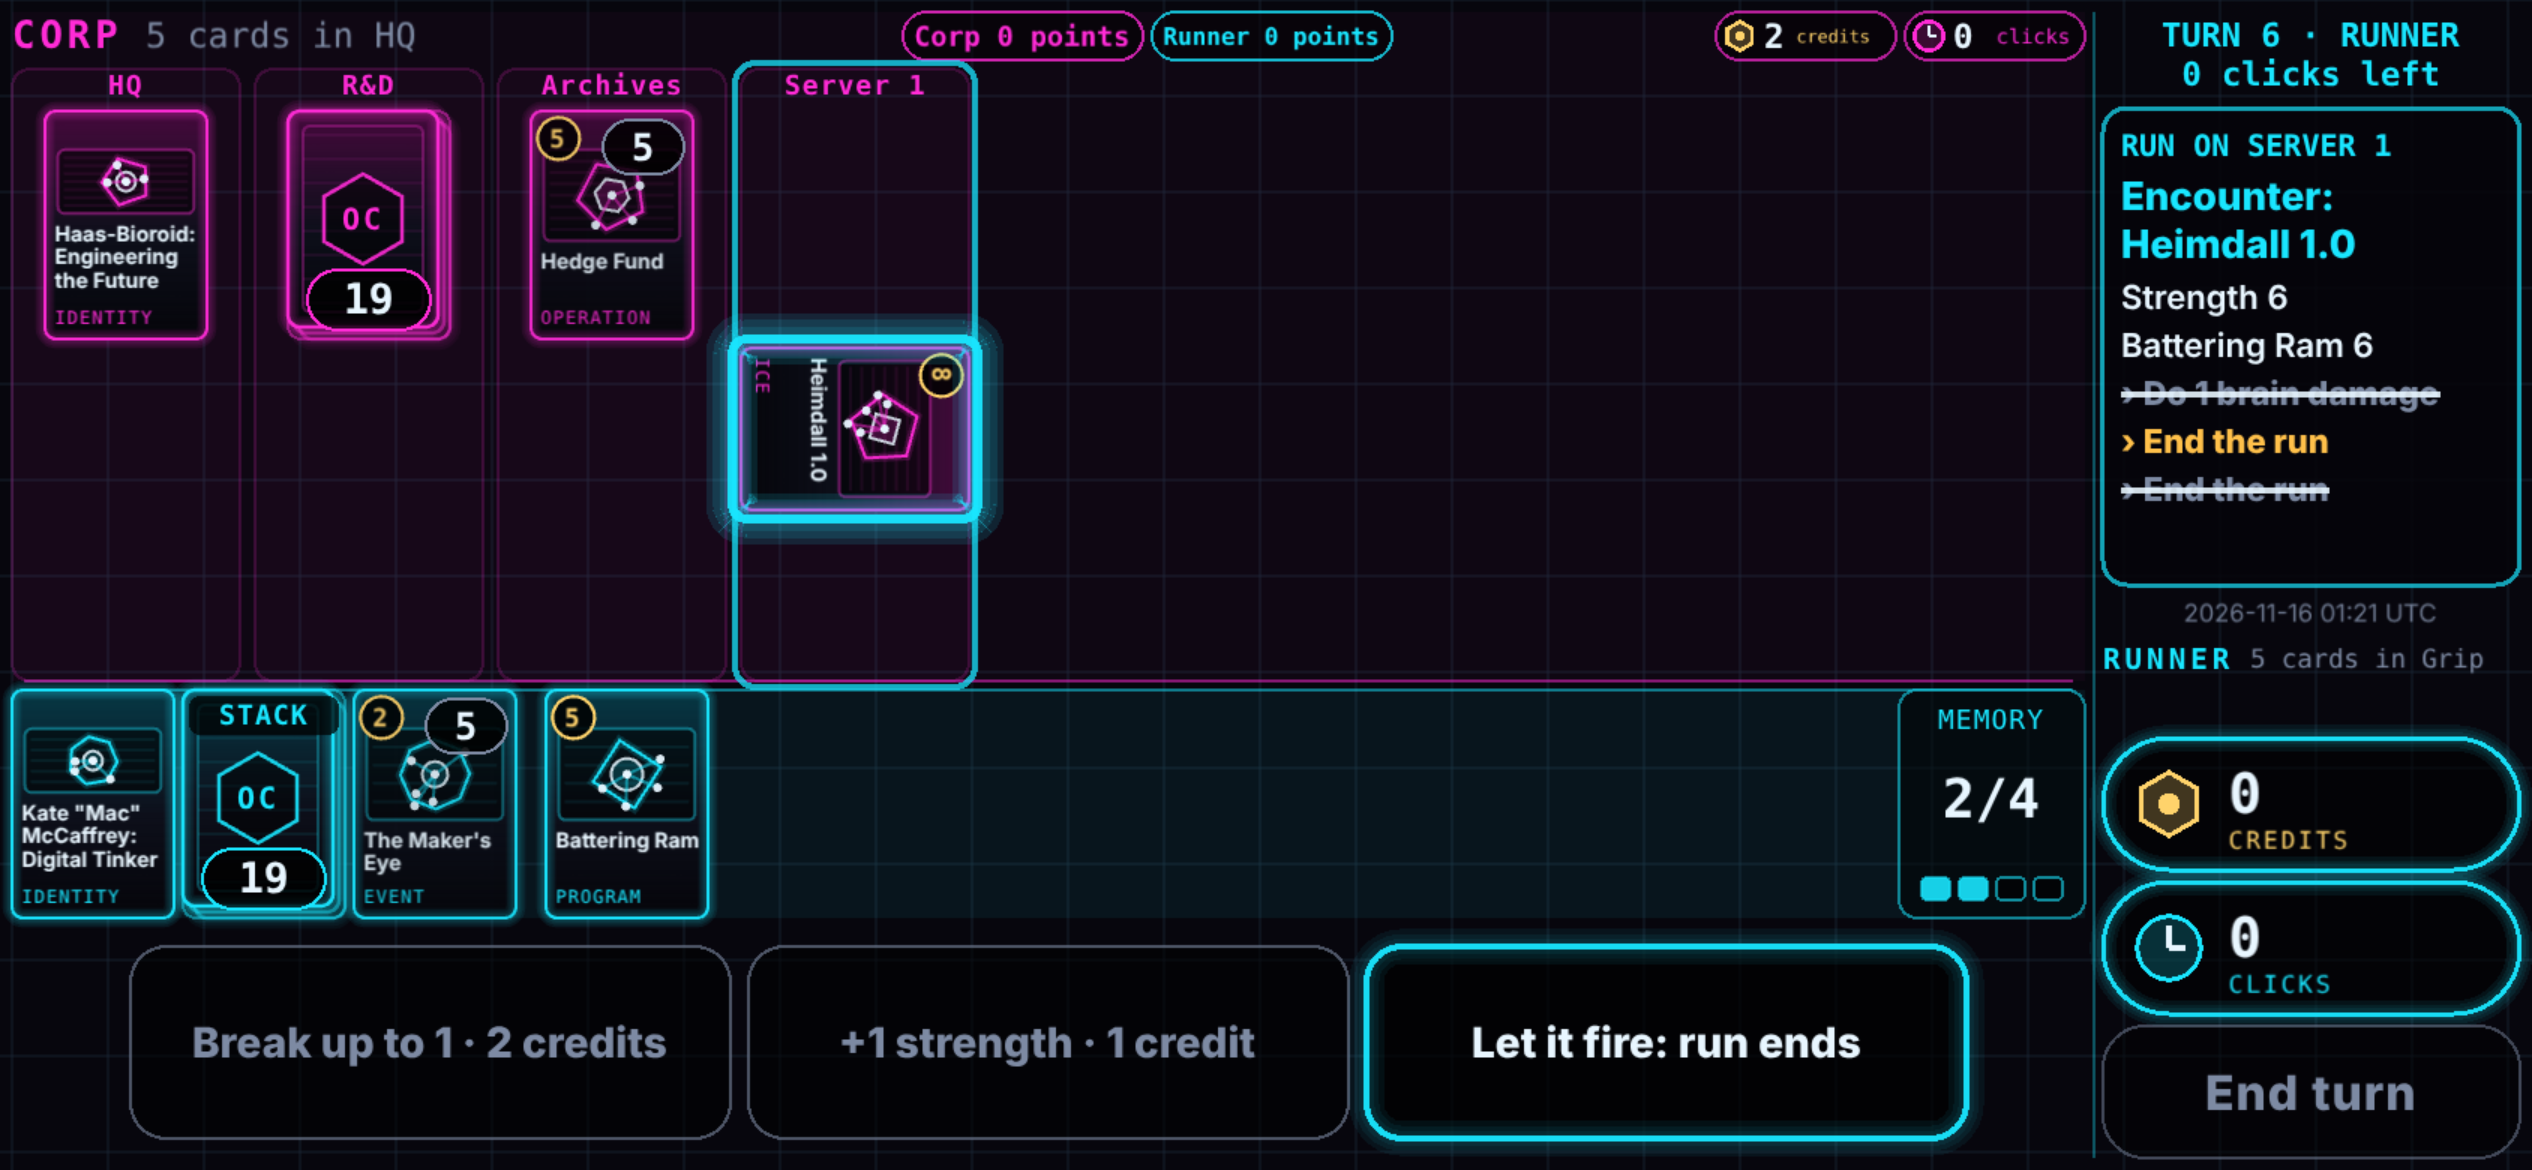 CORP 5 cards in HQ
Corp 0 points
Runner 0 points
2 credits
0 clicks
TURN 6 · RUNNER
0 clicks left
HQ
R&D
Archives
Server 1
Haas-Bioroid:
Engineering
the Future
IDENTITY
OC
19
5
5
Hedge Fund
OPERATION
8
Heimdall 1.0
ICE
RUN ON SERVER 1
Encounter:
Heimdall 1.0
Strength 6
Battering Ram 6
› Do 1 brain damage
› End the run
› End the run
2026-11-16 01:21 UTC
RUNNER 5 cards in Grip
Kate "Mac"
McCaffrey:
Digital Tinker
IDENTITY
STACK
OC
19
2
5
The Maker's
Eye
EVENT
5
Battering Ram
PROGRAM
MEMORY
2/4
0
CREDITS
0
CLICKS
Break up to 1 · 2 credits
+1 strength · 1 credit
Let it fire: run ends
End turn